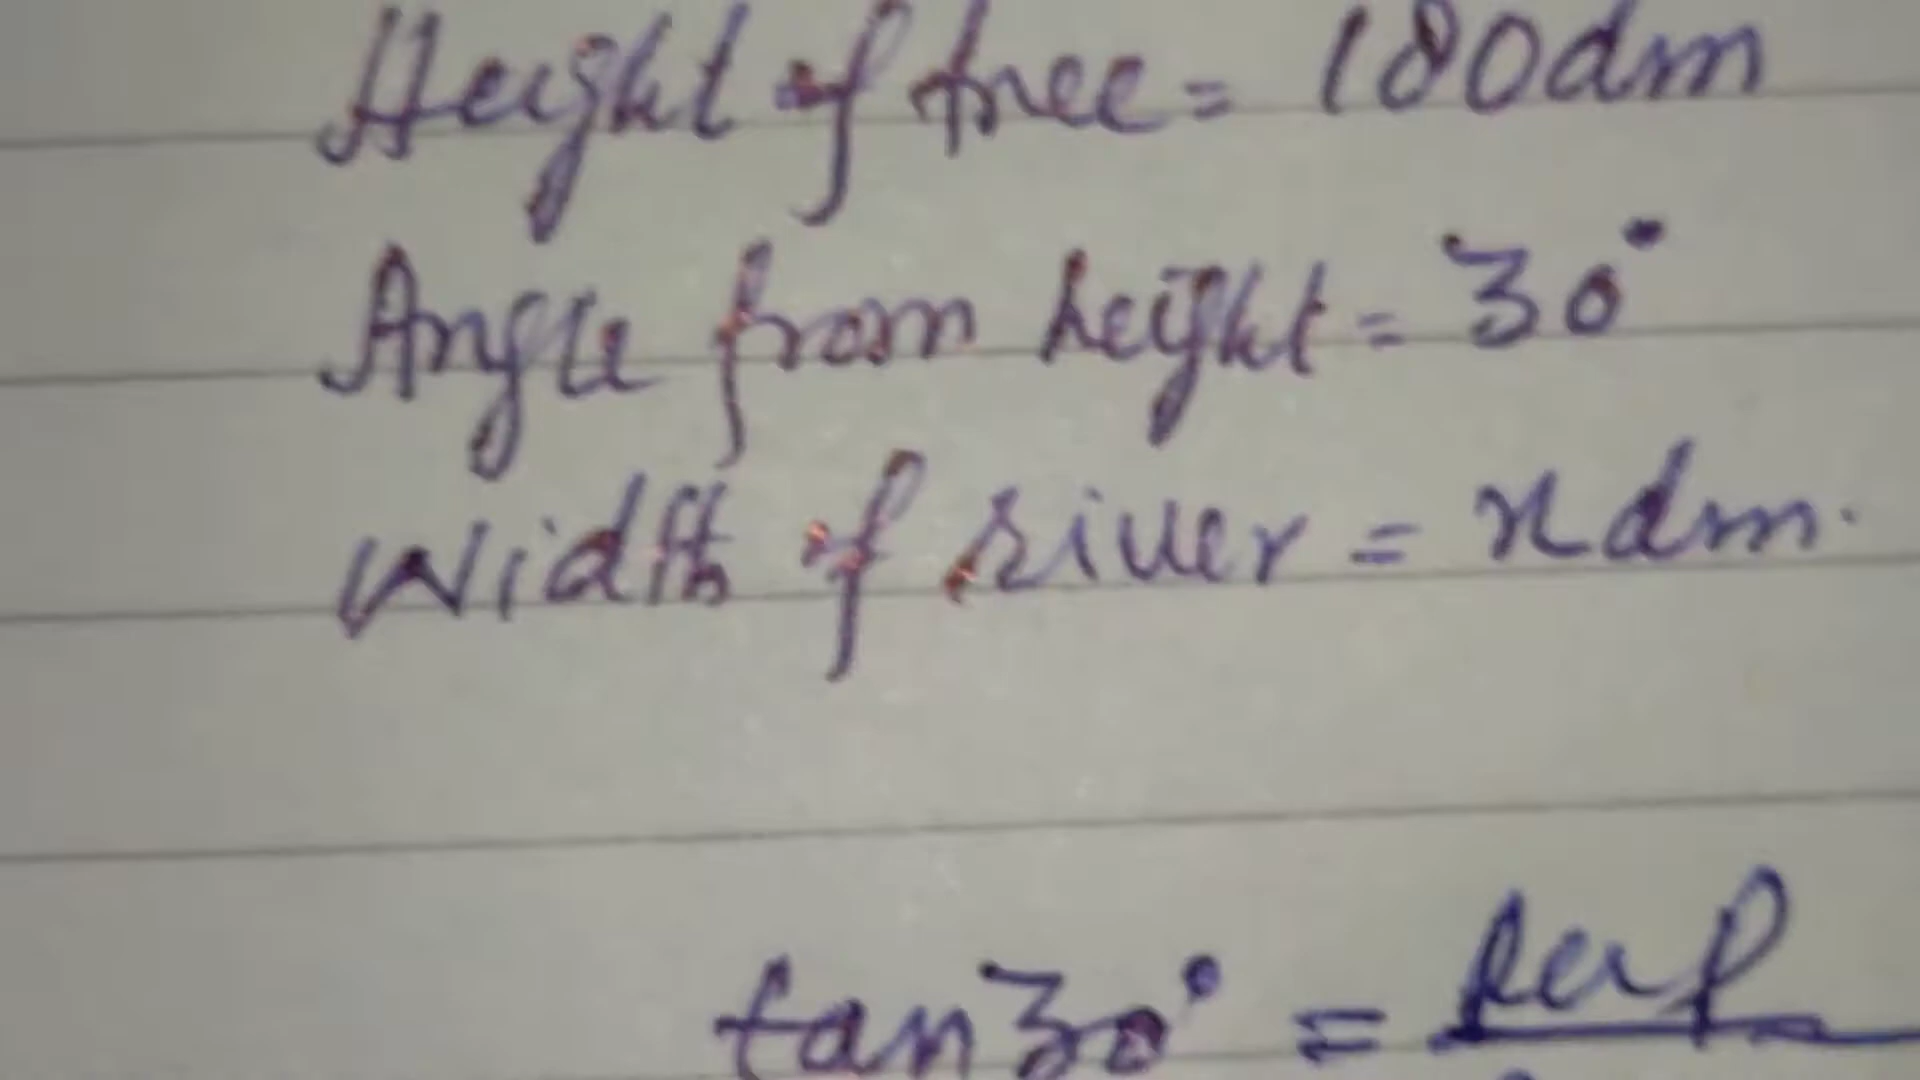 Height of tree = 180dm
Angle from height = 30°
Width of river = x dm.
tan30° = perp